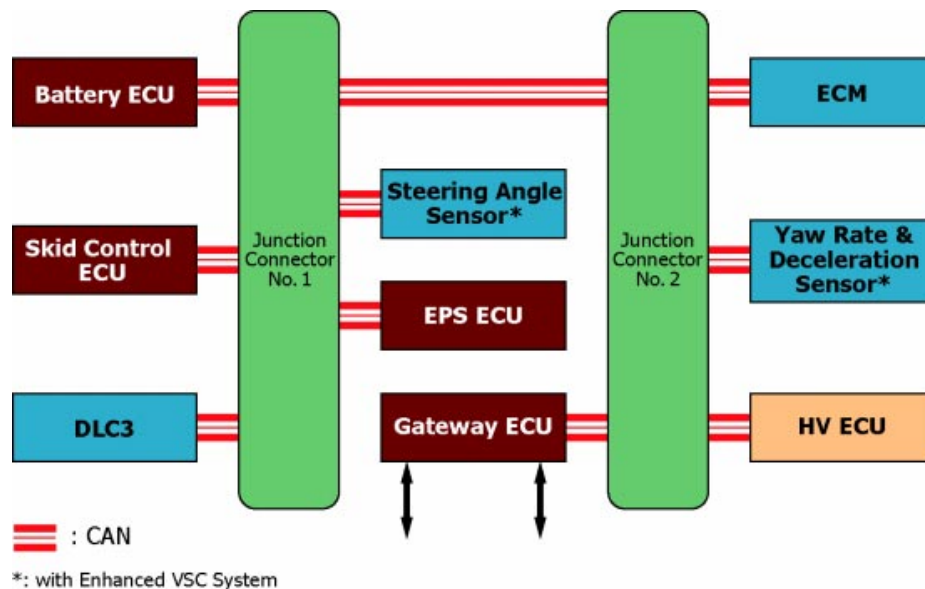 Battery ECU
ECM
Steering Angle
Sensor*
Skid Control
ECU
Junction
Connector
No. 1
Junction
Connector
No. 2
Yaw Rate &
Deceleration
Sensor*
EPS ECU
DLC3
Gateway ECU
HV ECU
: CAN
*: with Enhanced VSC System